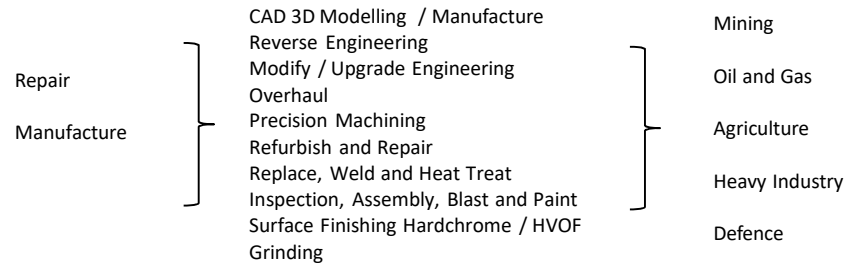 Repair
Manufacture
CAD 3D Modelling / Manufacture
Reverse Engineering
Modify / Upgrade Engineering
Overhaul
Precision Machining
Refurbish and Repair
Replace, Weld and Heat Treat
Inspection, Assembly, Blast and Paint
Surface Finishing Hardchrome / HVOF
Grinding
Mining
Oil and Gas
Agriculture
Heavy Industry
Defence